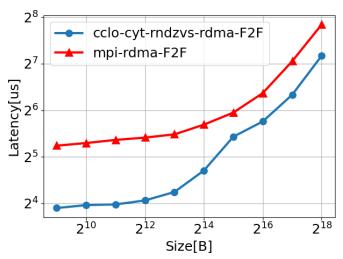 cclo-cyt-rndzvs-rdma-F2F
mpi-rdma-F2F
Latency[us]
2^8
2^7
2^6
2^5
2^4
2^10 2^12 2^14 2^16 2^18
Size[B]